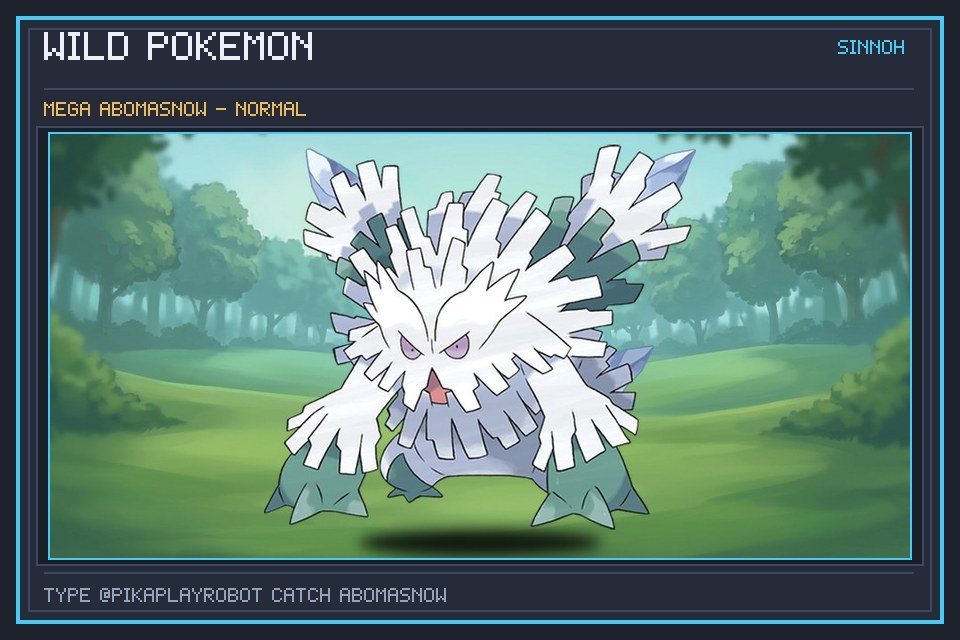 WILD POKEMON
SINNOH
MEGA ABOMASNOW - NORMAL
TYPE @PIKAPLAYROBOT CATCH ABOMASNOW